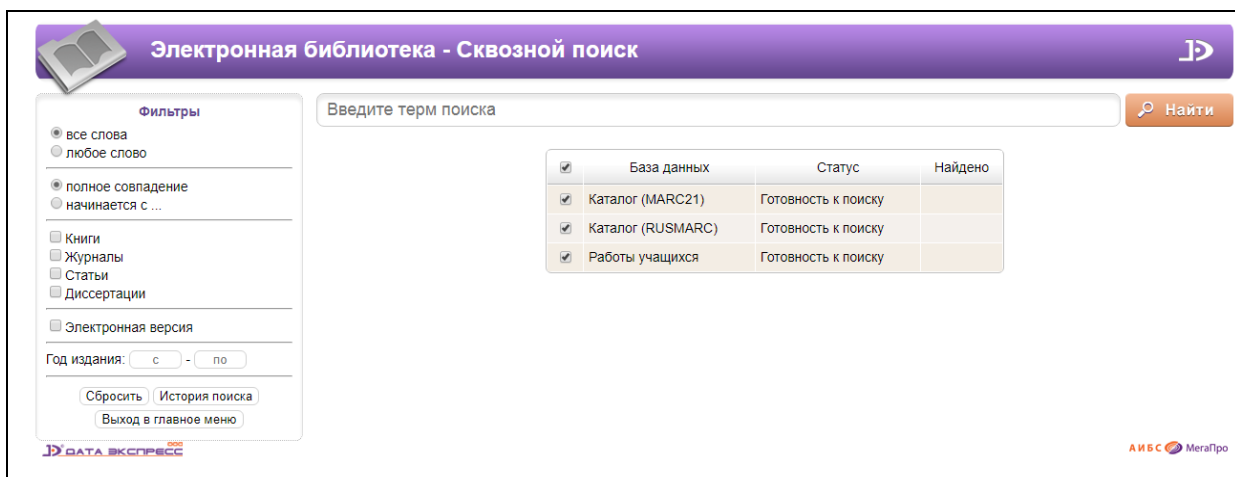 Электронная библиотека - Сквозной поиск
Фильтры
все слова
любое слово
полное совпадение
начинается с ...
Книги
Журналы
Статьи
Диссертации
Электронная версия
Год издания: с - по
Сбросить История поиска
Выход в главное меню
ДАТА ЭКСПРЕСС
Введите терм поиска
Найти
База данных Статус Найдено
Каталог (MARC21) Готовность к поиску
Каталог (RUSMARC) Готовность к поиску
Работы учащихся Готовность к поиску
АИБС МегаПро